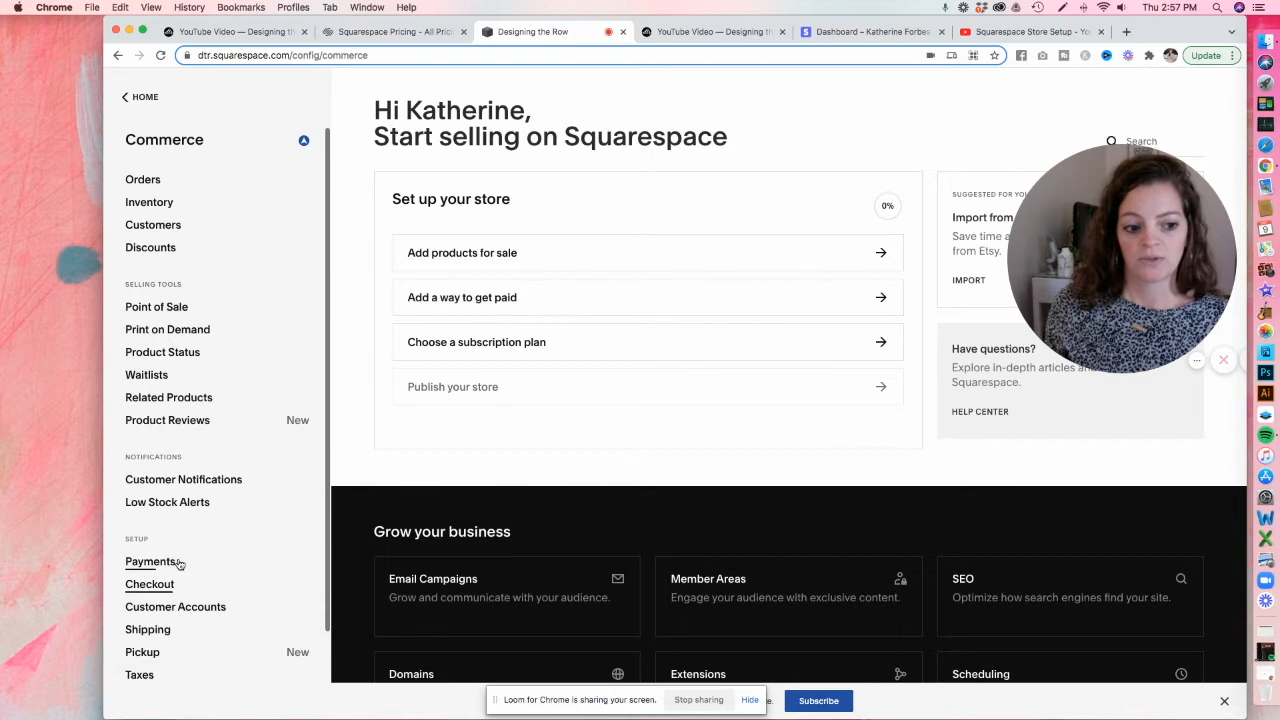 Chrome File Edit View History Bookmarks Profiles Tab Window Help Thu 2:57 PM
YouTube Video — Designing the Squarespace Pricing - All Pric Designing the Row YouTube Video — Designing th Dashboard – Katherine Forbes Squarespace Store Setup - Yo
dtr.squarespace.com/config/commerce Update
HOME
Commerce
Orders
Inventory
Customers
Discounts
SELLING TOOLS
Point of Sale
Print on Demand
Product Status
Waitlists
Related Products
Product Reviews New
NOTIFICATIONS
Customer Notifications
Low Stock Alerts
SETUP
Payments
Checkout
Customer Accounts
Shipping
Pickup New
Taxes
Hi Katherine,
Start selling on Squarespace
Search
Set up your store 0%
Add products for sale
Add a way to get paid
Choose a subscription plan
Publish your store
SUGGESTED FOR YOU
Import from
Save time a
from Etsy.
IMPORT
Have questions?
Explore in-depth articles an
Squarespace.
HELP CENTER
Grow your business
Email Campaigns
Grow and communicate with your audience.
Member Areas
Engage your audience with exclusive content.
SEO
Optimize how search engines find your site.
Domains
Extensions
Scheduling
Loom for Chrome is sharing your screen. Stop sharing Hide
Subscribe